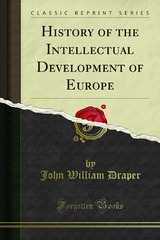 CLASSIC REPRINT SERIES
HISTORY OF THE
INTELLECTUAL
DEVELOPMENT OF
EUROPE
by
John William Draper
Forgotten Books